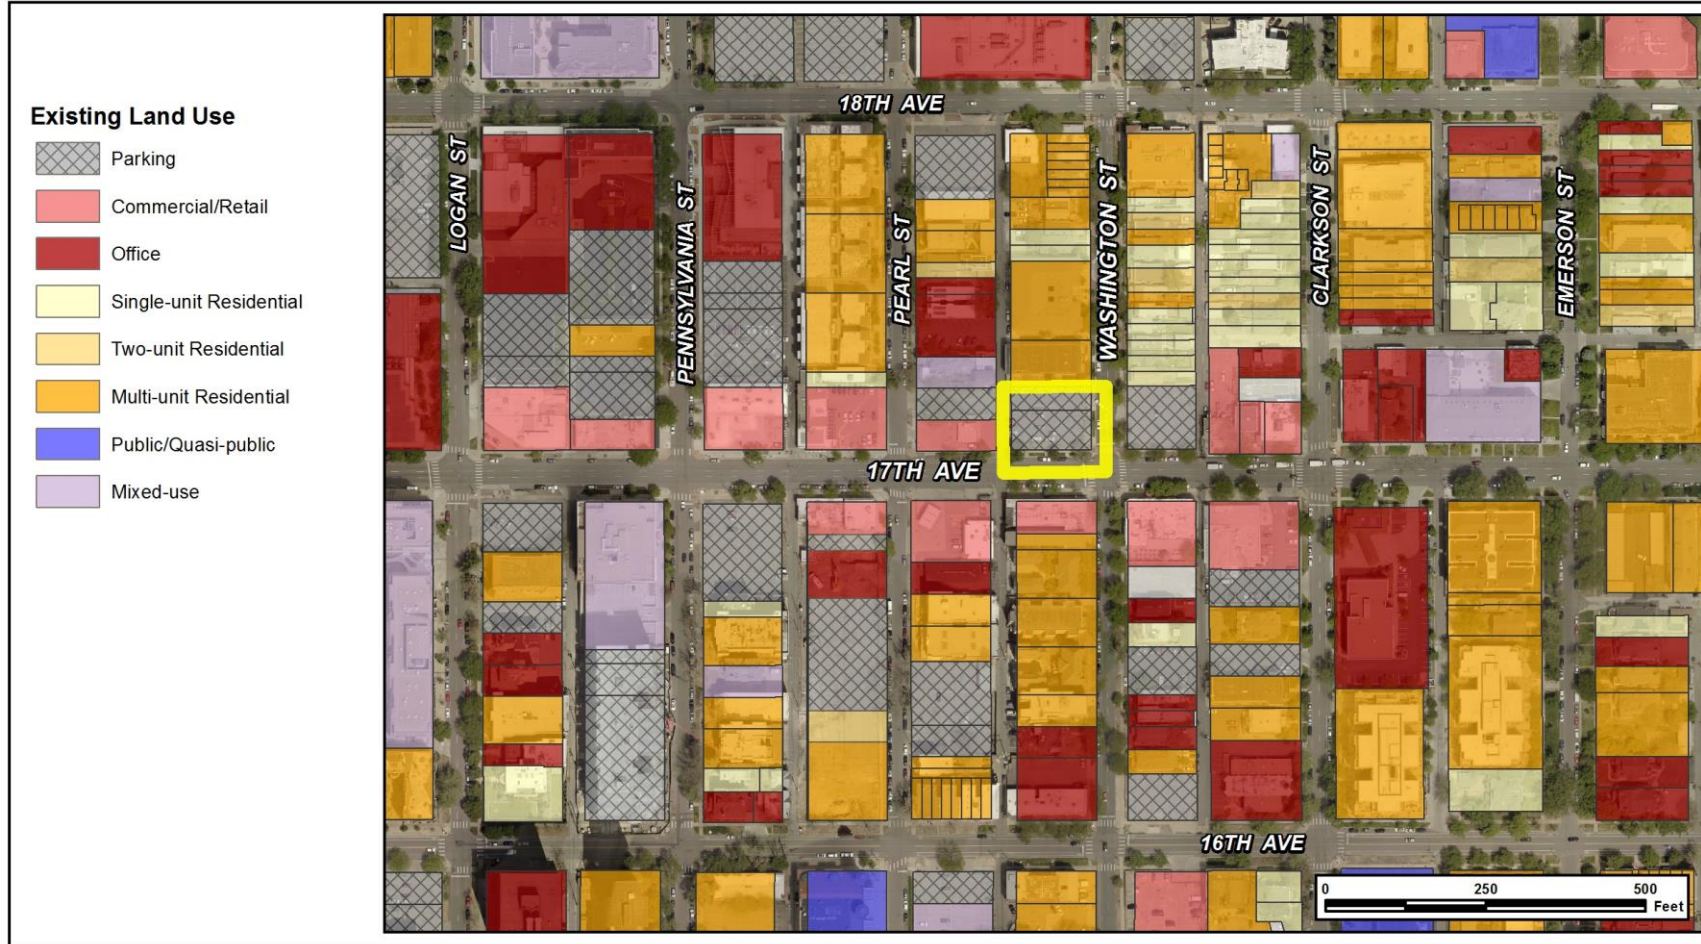 Existing Land Use
Parking
Commercial/Retail
Office
Single-unit Residential
Two-unit Residential
Multi-unit Residential
Public/Quasi-public
Mixed-use
18TH AVE
LOGAN ST
PENNSYLVANIA ST
PEARL ST
WASHINGTON ST
CLARKSON ST
EMERSON ST
17TH AVE
16TH AVE
0 250 500
Feet